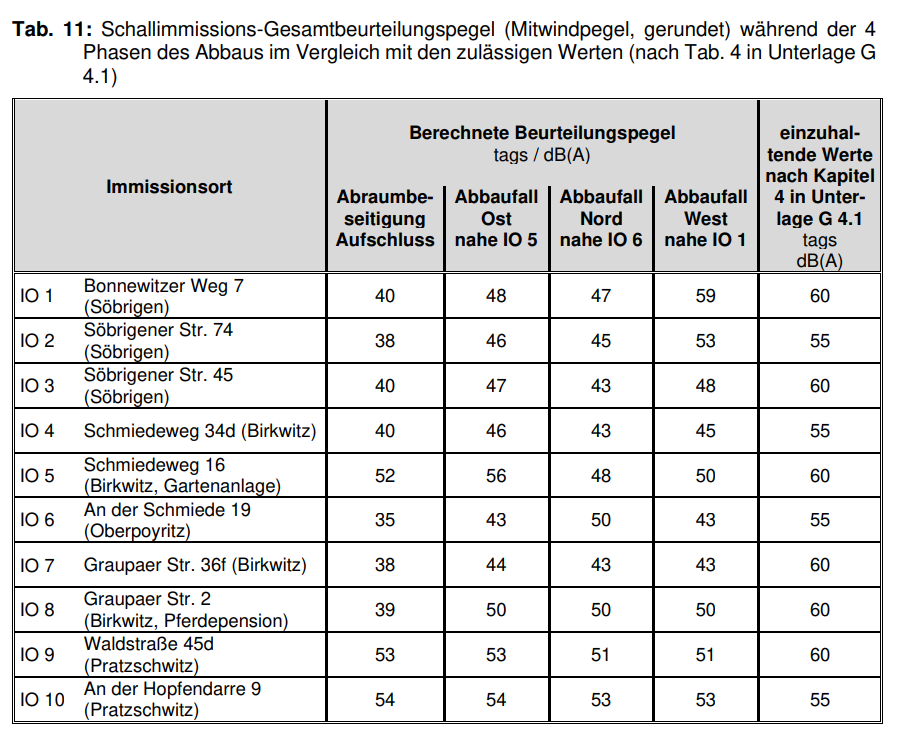 Tab. 11: Schallimmissions-Gesamtbeurteilungspegel (Mitwindpegel, gerundet) während der 4
Phasen des Abbaus im Vergleich mit den zulässigen Werten (nach Tab. 4 in Unterlage G
4.1)
Immissionsort
Berechnete Beurteilungspegel
tags / dB(A)
Abraumbe-
seitigung
Aufschluss
Abbaufall
Ost
nahe IO 5
Abbaufall
Nord
nahe IO 6
Abbaufall
West
nahe IO 1
einzuhal-
tende Werte
nach Kapitel
4 in Unter-
lage G 4.1
tags
dB(A)
IO 1 Bonnewitzer Weg 7
(Söbrigen) 40 48 47 59 60
IO 2 Söbrigener Str. 74
(Söbrigen) 38 46 45 53 55
IO 3 Söbrigener Str. 45
(Söbrigen) 40 47 43 48 60
IO 4 Schmiedeweg 34d (Birkwitz) 40 46 43 45 55
IO 5 Schmiedeweg 16
(Birkwitz, Gartenanlage) 52 56 48 50 60
IO 6 An der Schmiede 19
(Oberpoyritz) 35 43 50 43 55
IO 7 Graupaer Str. 36f (Birkwitz) 38 44 43 43 60
IO 8 Graupaer Str. 2
(Birkwitz, Pferdepension) 39 50 50 50 60
IO 9 Waldstraße 45d
(Pratzschwitz) 53 53 51 51 60
IO 10 An der Hopfendarre 9
(Pratzschwitz) 54 54 53 53 55